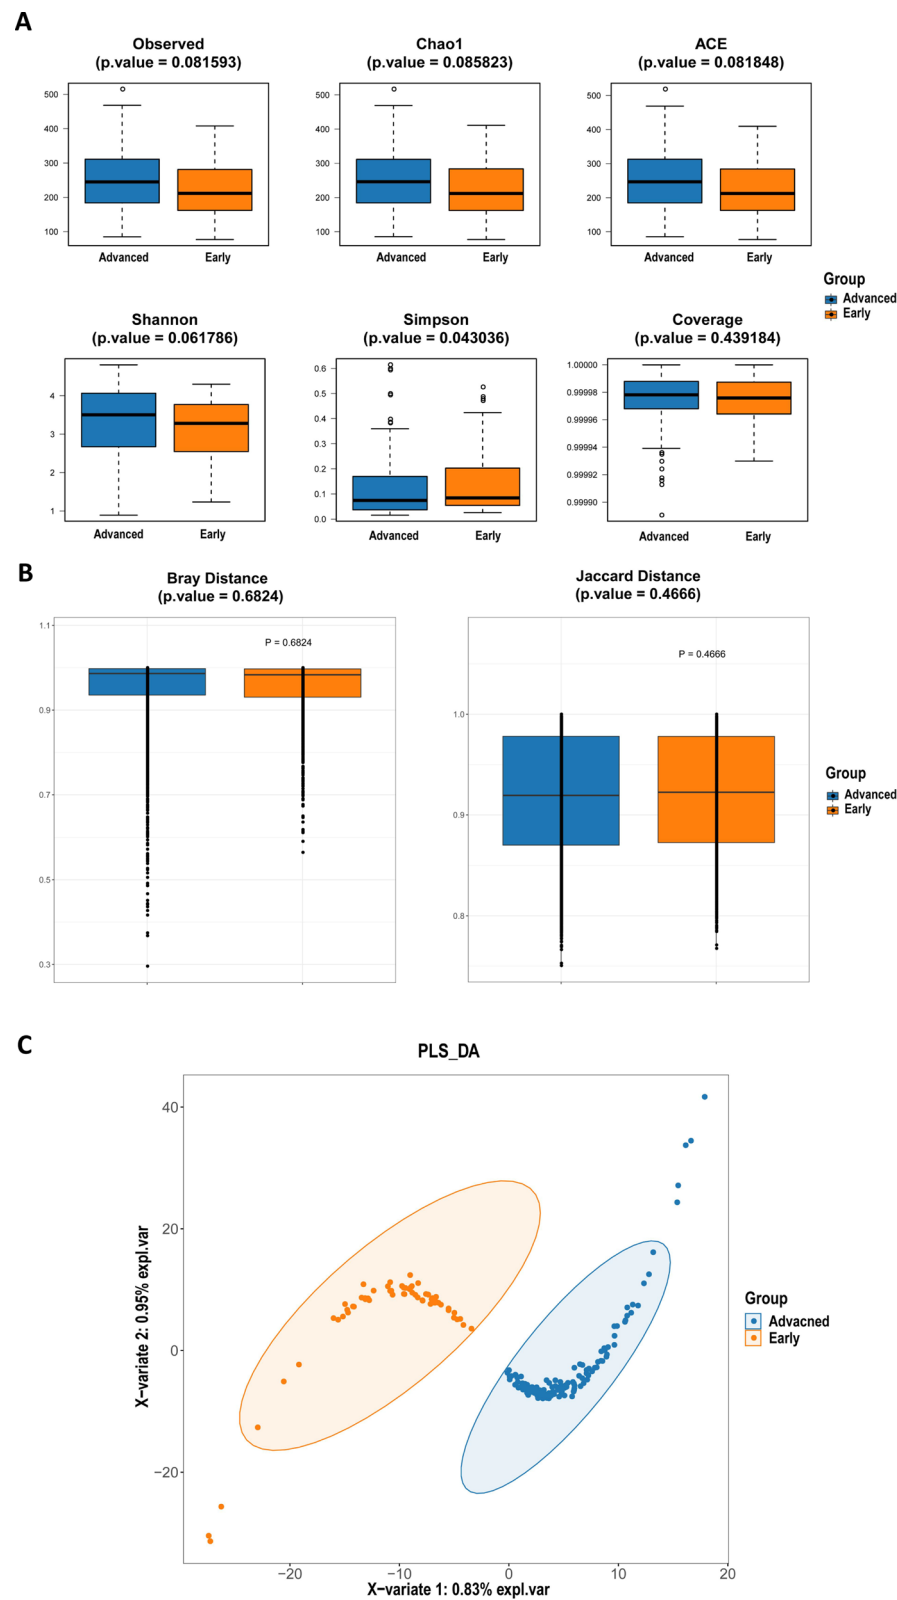 A
Observed
(p.value = 0.081593)
Chao1
(p.value = 0.085823)
ACE
(p.value = 0.081848)
500
400
300
200
100
Advanced Early
500
400
300
200
100
Advanced Early
500
400
300
200
100
Advanced Early
Group
Advanced
Early
Shannon
(p.value = 0.061786)
Simpson
(p.value = 0.043036)
Coverage
(p.value = 0.439184)
4
3
2
1
Advanced Early
0.6
0.5
0.4
0.3
0.2
0.1
0.0
Advanced Early
1.00000
0.99998
0.99996
0.99994
0.99992
0.99990
Advanced Early
B
Bray Distance
(p.value = 0.6824)
Jaccard Distance
(p.value = 0.4666)
1.1
0.9
0.7
0.5
0.3
P = 0.6824
1.0
0.9
0.8
P = 0.4666
Group
Advanced
Early
C
PLS_DA
40
20
0
−20
X−variate 2: 0.95% expl.var
−20 −10 0 10 20
X−variate 1: 0.83% expl.var
Group
Advacned
Early